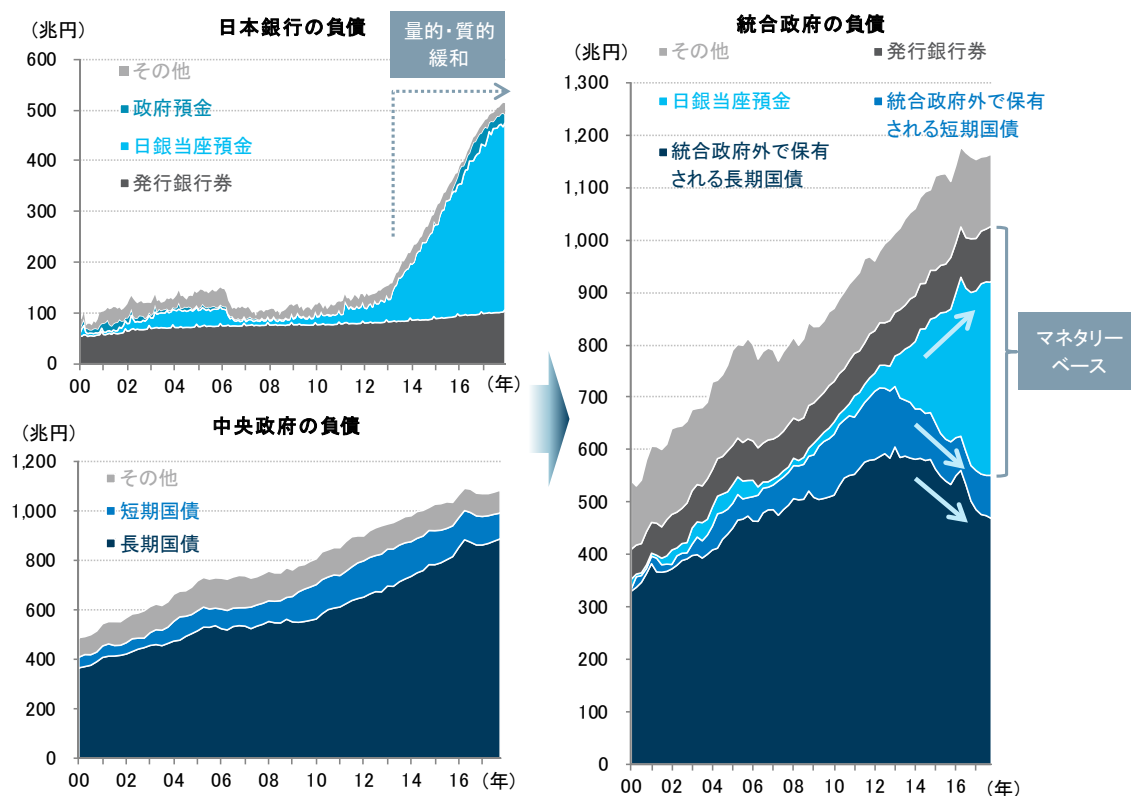 日本銀行の負債
（兆円）
量的・質的
緩和
600
500
400
300
200
100
0
その他
政府預金
日銀当座預金
発行銀行券
00 02 04 06 08 10 12 14 16 （年）
中央政府の負債
（兆円）
1,200
1,000
800
600
400
200
0
その他
短期国債
長期国債
00 02 04 06 08 10 12 14 16 （年）
統合政府の負債
（兆円）
その他
発行銀行券
日銀当座預金
統合政府外で保有
される短期国債
統合政府外で保有
される長期国債
1,300
1,200
1,100
1,000
900
800
700
600
500
400
300
200
100
0
マネタリー
ベース
00 02 04 06 08 10 12 14 16 （年）